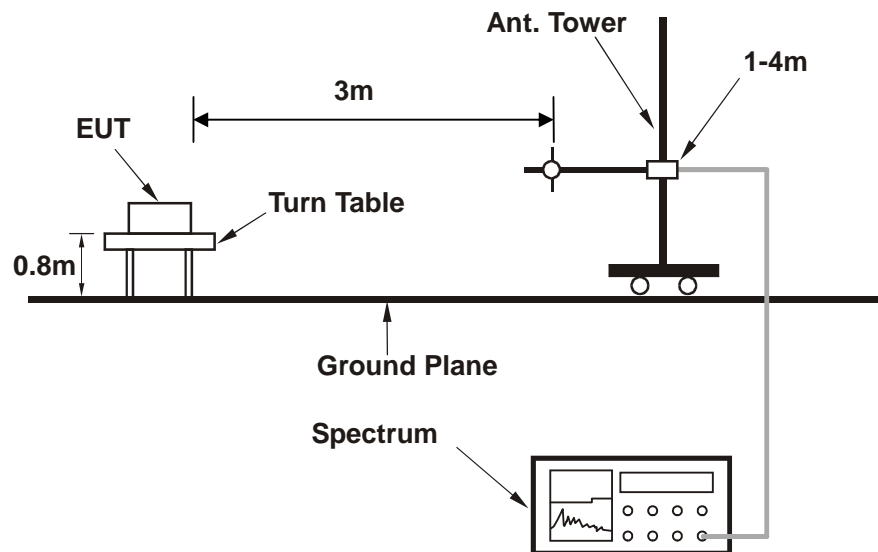 Ant. Tower
1-4m
3m
EUT
Turn Table
0.8m
Ground Plane
Spectrum